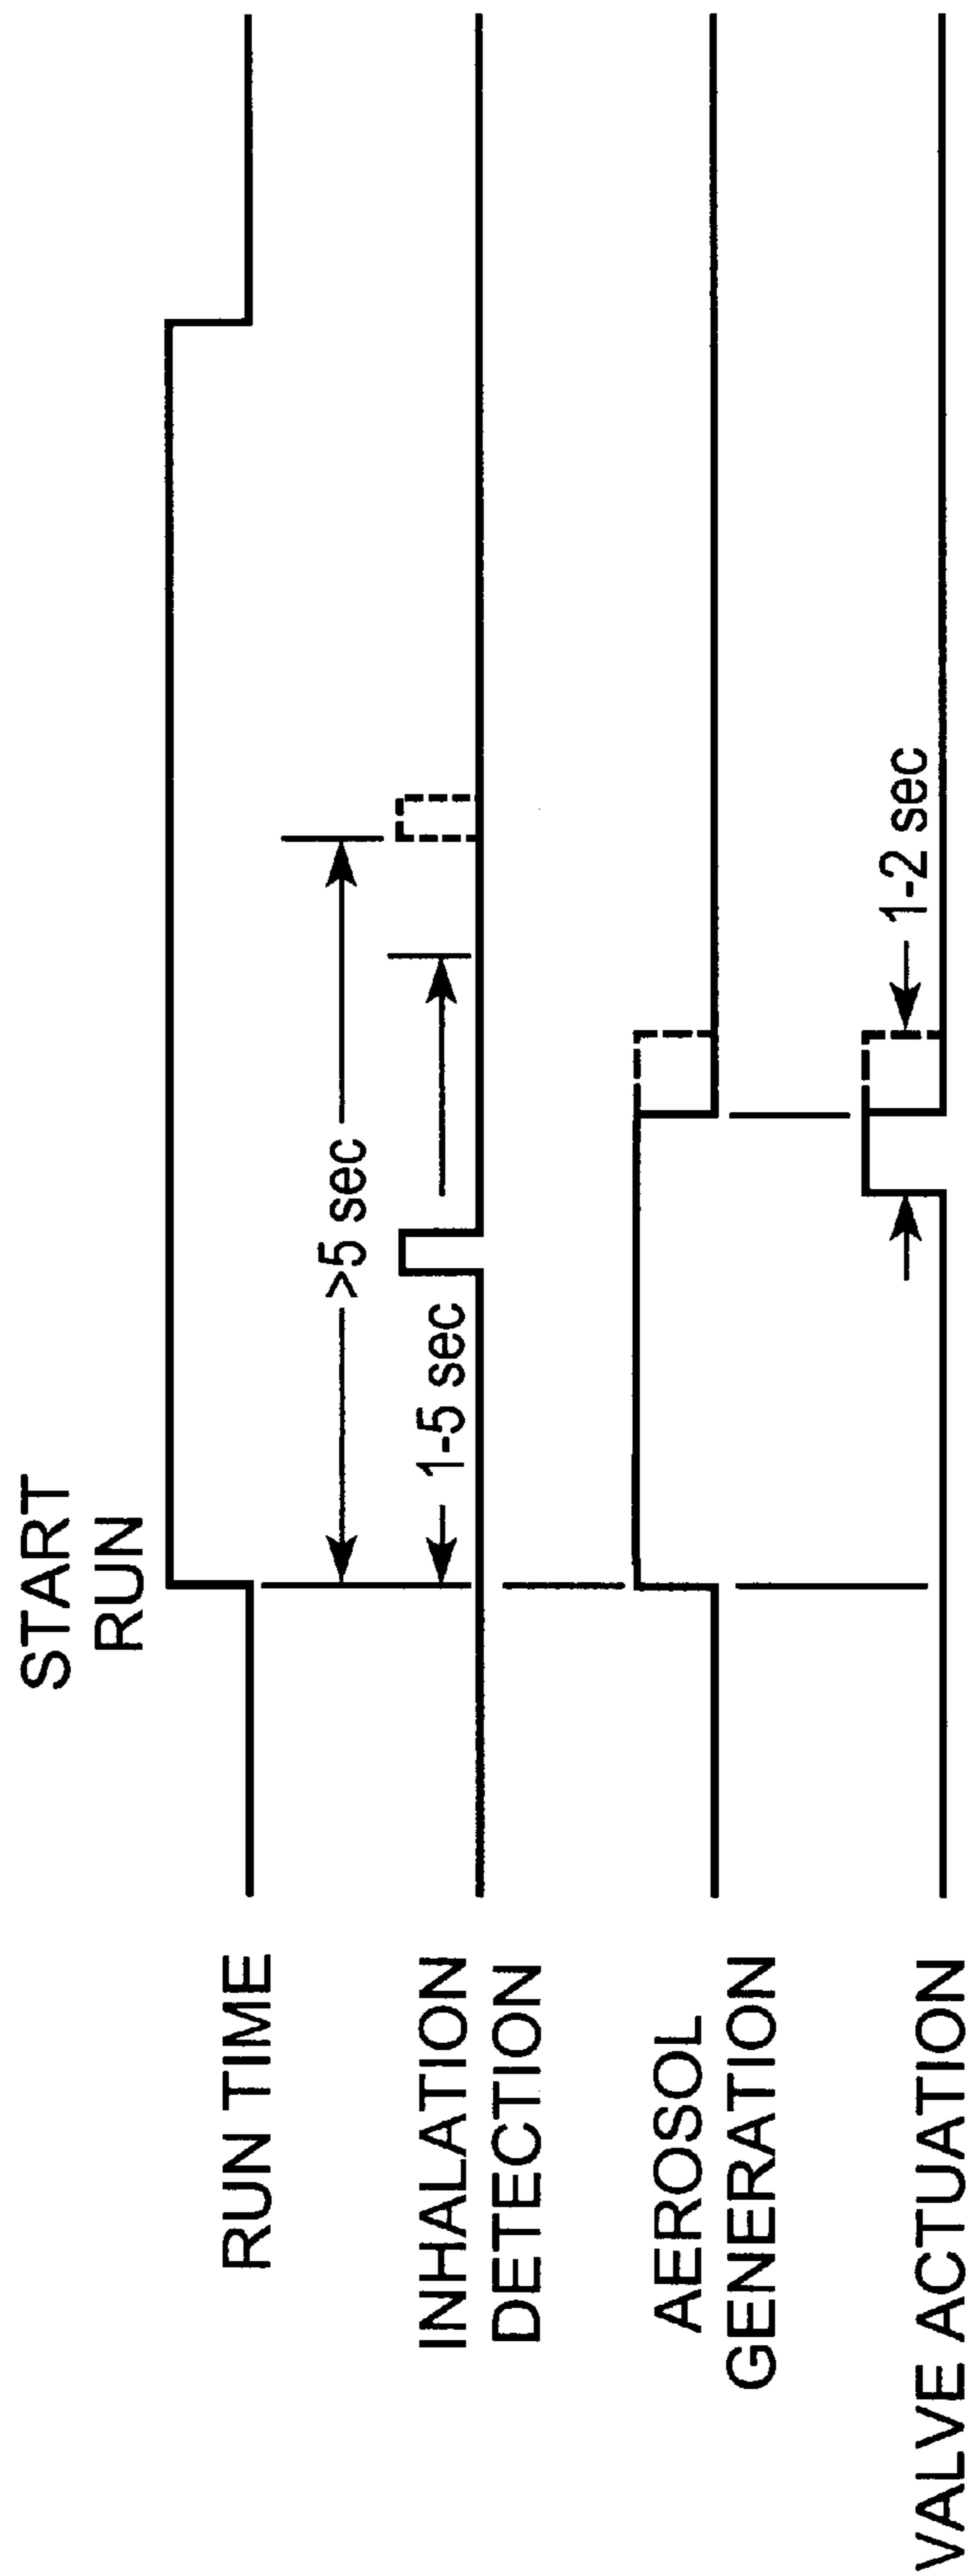 START
RUN
RUN TIME
>5 sec
INHALATION
DETECTION
1-5 sec
AEROSOL
GENERATION
VALVE ACTUATION
1-2 sec